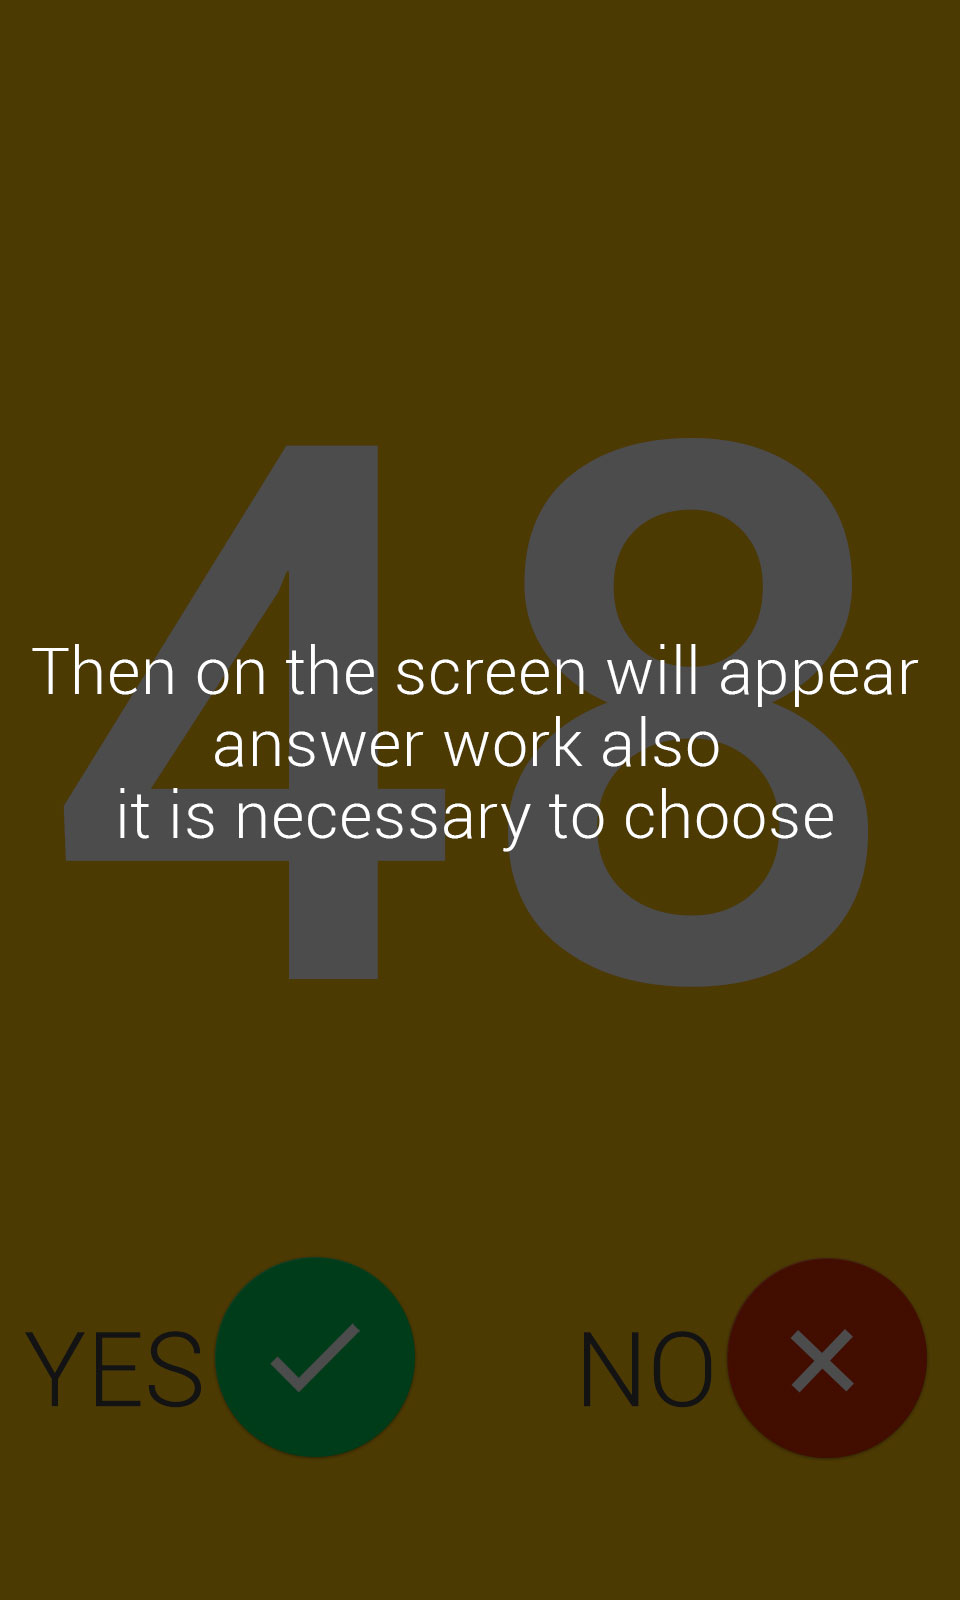 48
Then on the screen will appear
answer work also
it is necessary to choose
YES NO